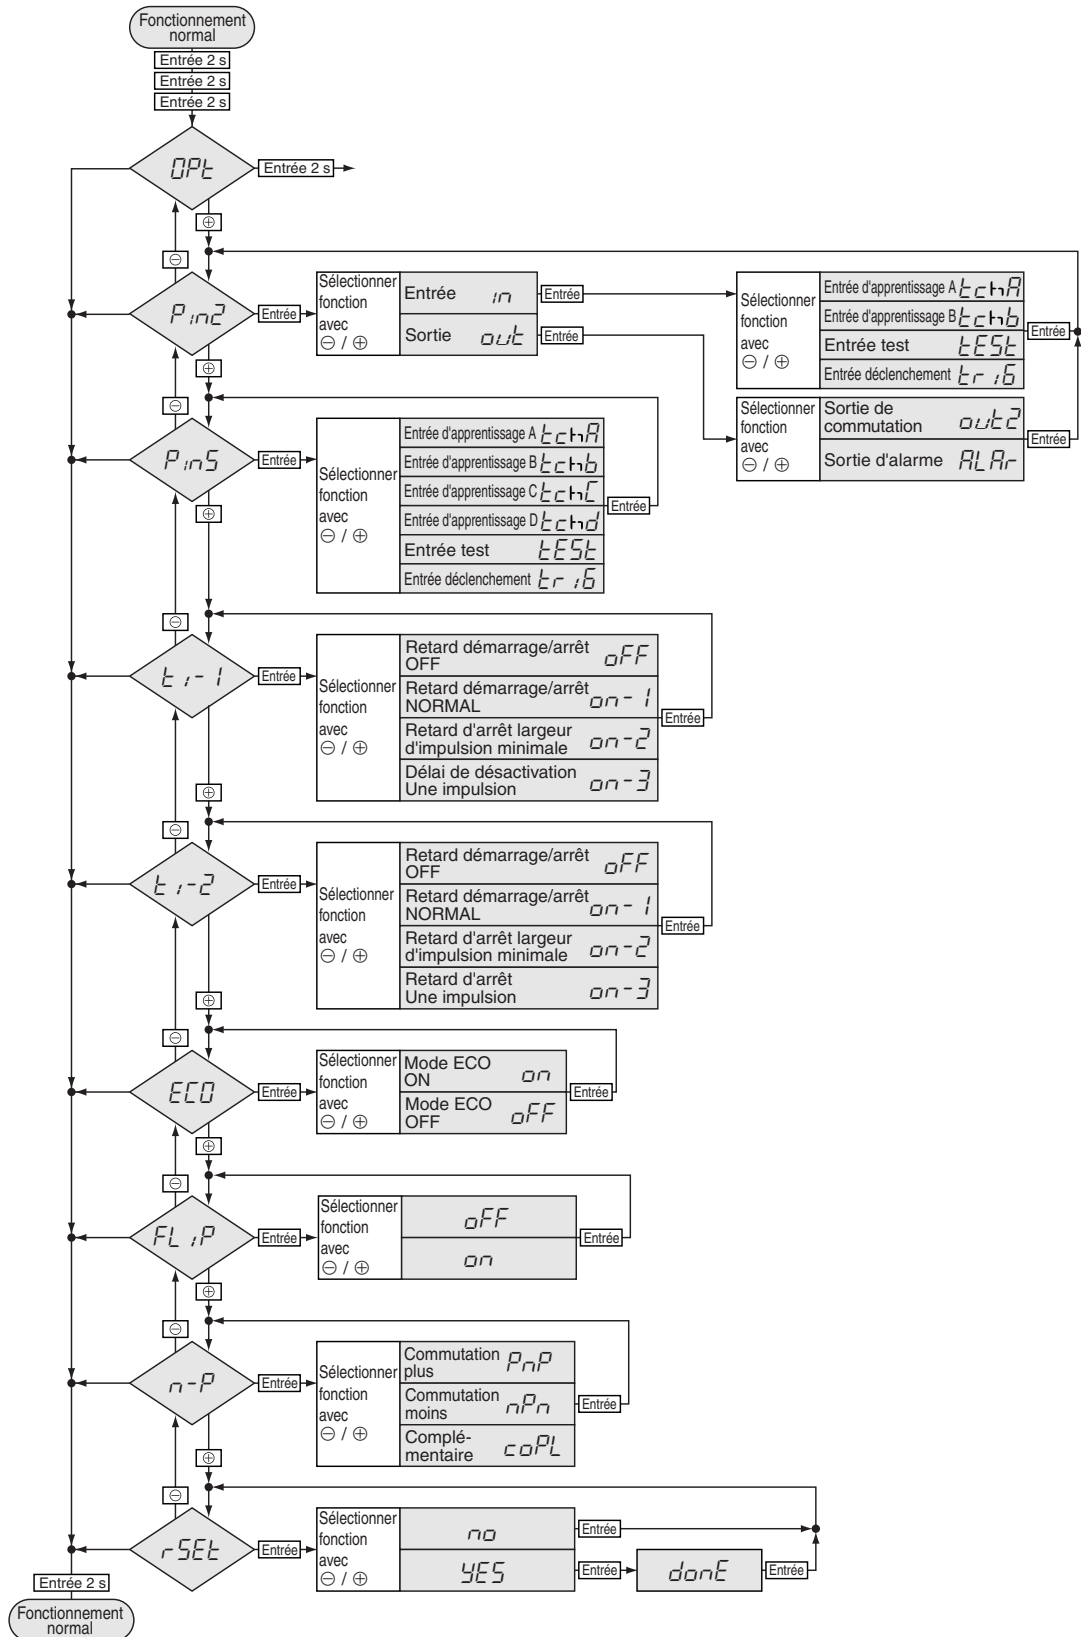 Fonctionnement
normal
Entrée 2 s
Entrée 2 s
Entrée 2 s
OPt
Entrée 2 s
⊕
⊖
Pin2
Entrée
Sélectionner
fonction
avec
⊖ / ⊕
Entrée in
Entrée
Sortie out
Entrée
Sélectionner
fonction
avec
⊖ / ⊕
Entrée d'apprentissage A tchA
Entrée d'apprentissage B tchb
Entrée test tESt
Entrée déclenchement triG
Entrée
Sélectionner
fonction
avec
⊖ / ⊕
Sortie de
commutation out2
Sortie d'alarme ALAr
Entrée
⊕
⊖
Pin5
Entrée
Sélectionner
fonction
avec
⊖ / ⊕
Entrée d'apprentissage A tchA
Entrée d'apprentissage B tchb
Entrée d'apprentissage C tchC
Entrée d'apprentissage D tchd
Entrée test tESt
Entrée déclenchement triG
Entrée
⊕
⊖
ti-1
Entrée
Sélectionner
fonction
avec
⊖ / ⊕
Retard démarrage/arrêt
OFF oFF
Retard démarrage/arrêt
NORMAL on-1
Retard d'arrêt largeur
d'impulsion minimale on-2
Délai de désactivation
Une impulsion on-3
Entrée
⊕
⊖
ti-2
Entrée
Sélectionner
fonction
avec
⊖ / ⊕
Retard démarrage/arrêt
OFF oFF
Retard démarrage/arrêt
NORMAL on-1
Retard d'arrêt largeur
d'impulsion minimale on-2
Retard d'arrêt
Une impulsion on-3
Entrée
⊕
⊖
ECO
Entrée
Sélectionner
fonction
avec
⊖ / ⊕
Mode ECO
ON on
Mode ECO
OFF oFF
Entrée
⊕
⊖
FLiP
Entrée
Sélectionner
fonction
avec
⊖ / ⊕
oFF
on
Entrée
⊕
⊖
n-P
Entrée
Sélectionner
fonction
avec
⊖ / ⊕
Commutation
plus PnP
Commutation
moins nPn
Complé-
mentaire coPL
Entrée
⊕
⊖
rSEt
Entrée
Sélectionner
fonction
avec
⊖ / ⊕
no
Entrée
YES
Entrée
donE
Entrée
Entrée 2 s
Fonctionnement
normal